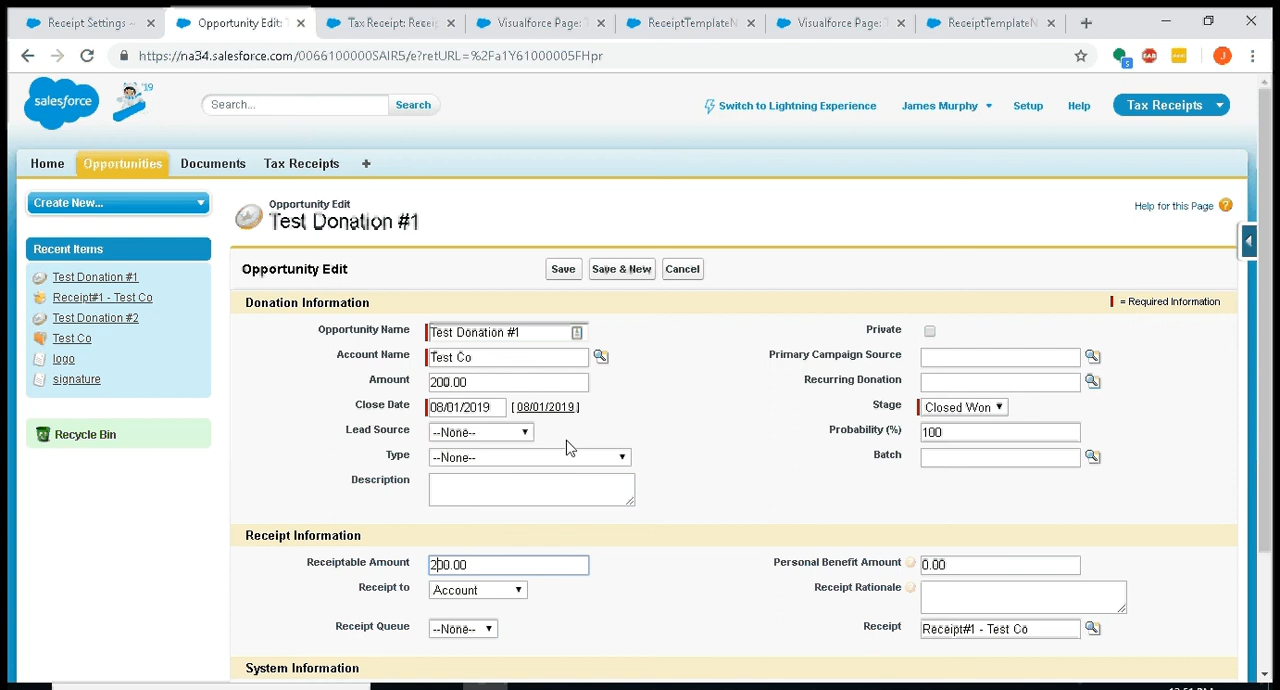 Receipt Settings ~
Opportunity Edit: T
Tax Receipt: Recei
Visualforce Page: T
ReceiptTemplateN
Visualforce Page: T
ReceiptTemplateN
https://na34.salesforce.com/0066100000SAIR5/e?retURL=%2Fa1Y61000005FHpr
salesforce
'19
Search...
Search
Switch to Lightning Experience
James Murphy
Setup
Help
Tax Receipts
Home
Opportunities
Documents
Tax Receipts
+
Create New...
Opportunity Edit
Test Donation #1
Help for this Page
Recent Items
Test Donation #1
Receipt#1 - Test Co
Test Donation #2
Test Co
logo
signature
Recycle Bin
Opportunity Edit
Save
Save & New
Cancel
Donation Information
= Required Information
Opportunity Name Test Donation #1
Private
Account Name Test Co
Primary Campaign Source
Amount 200.00
Recurring Donation
Close Date 08/01/2019 [ 08/01/2019 ]
Stage Closed Won
Lead Source --None--
Probability (%) 100
Type --None--
Batch
Description
Receipt Information
Receiptable Amount 200.00
Personal Benefit Amount 0.00
Receipt to Account
Receipt Rationale
Receipt Queue --None--
Receipt Receipt#1 - Test Co
System Information